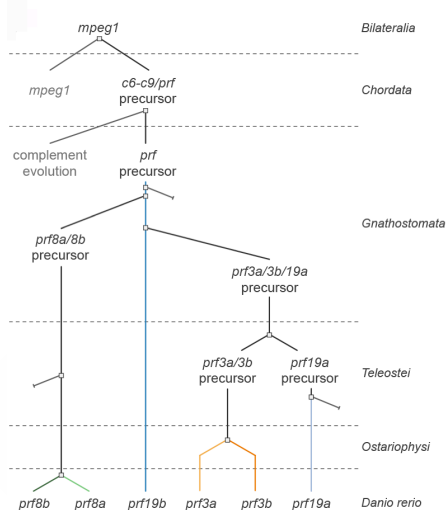 mpeg1
Bilateralia
mpeg1
c6-c9/prf
precursor
Chordata
complement
evolution
prf
precursor
Gnathostomata
prf8a/8b
precursor
prf3a/3b/19a
precursor
prf3a/3b
precursor
prf19a
precursor
Teleostei
Ostariophysi
prf8b prf8a prf19b prf3a prf3b prf19a Danio rerio